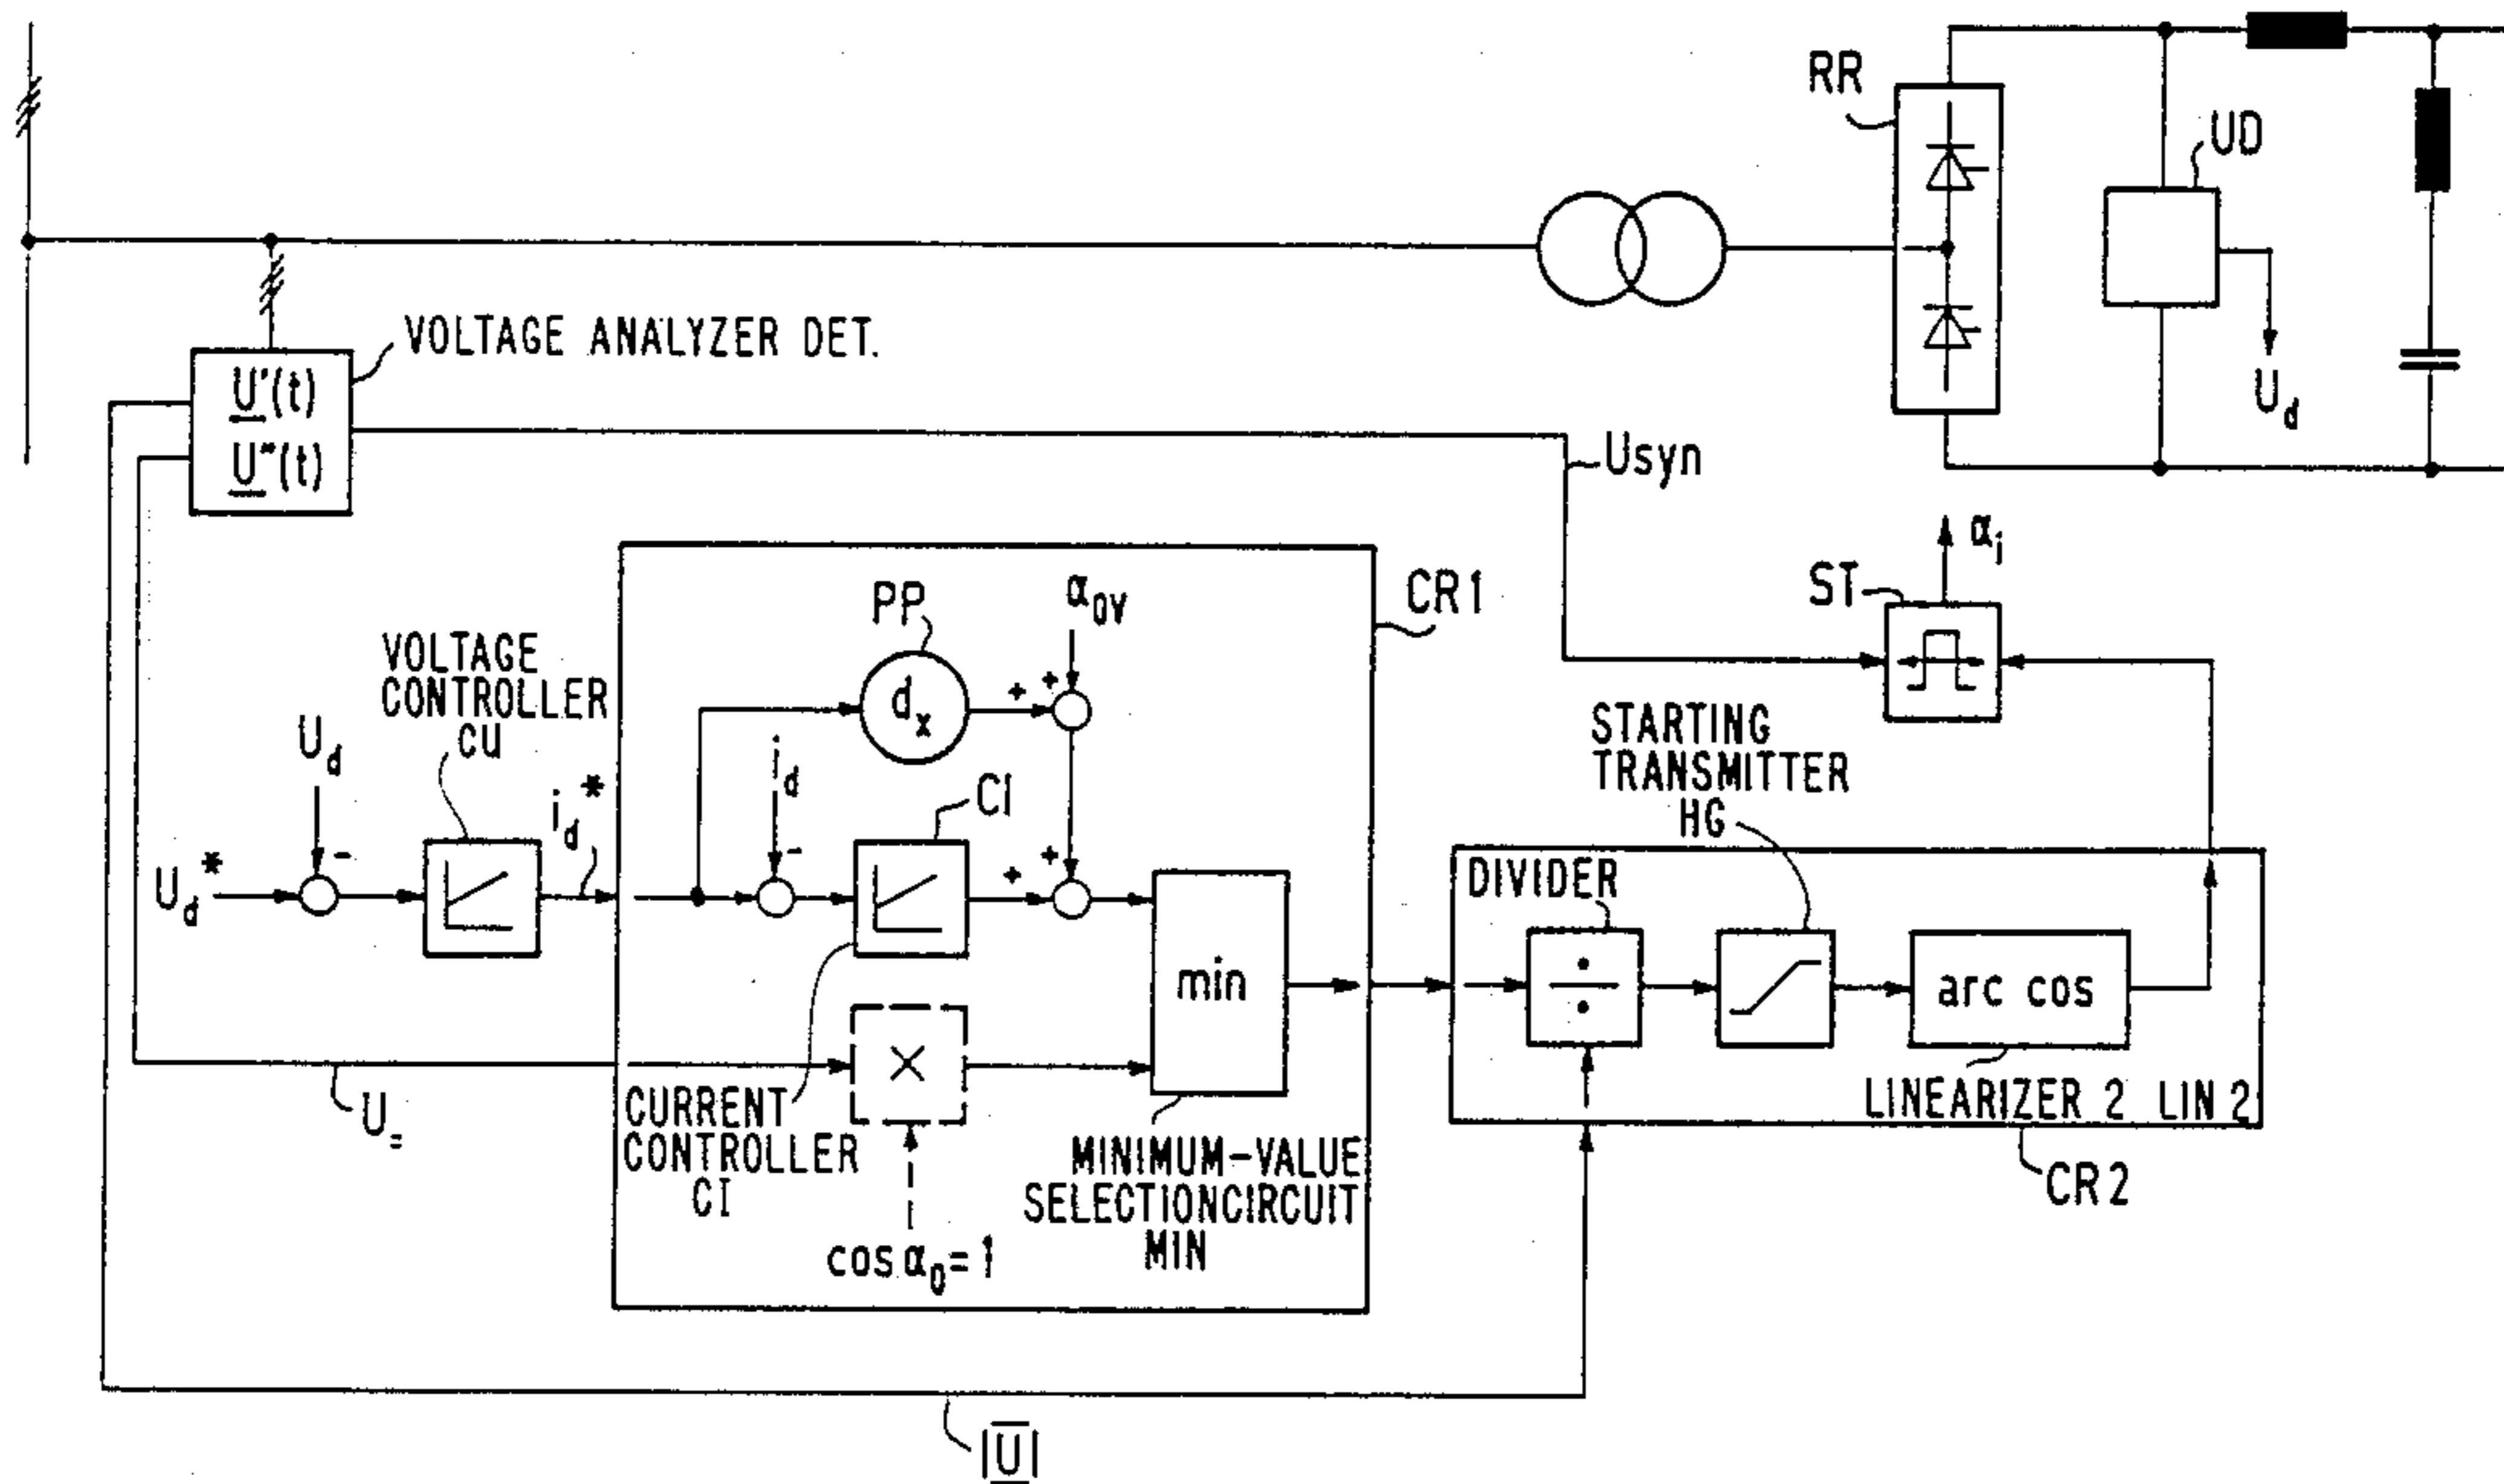 RR
UD
U_d
VOLTAGE ANALYZER DET.
U'(t)
U"(t)
Usyn
α_i
ST
CR1
PP
α_0V
d_x
VOLTAGE
CONTROLLER
CU
U_d
i_d*
i_d
CI
U_d*
STARTING
TRANSMITTER
HG
DIVIDER
min
÷
arc cos
LINEARIZER 2 LIN 2
CR2
×
U_=
CURRENT
CONTROLLER
CI
MINIMUM-VALUE
SELECTIONCIRCUIT
MIN
cos α_0=1
|U|